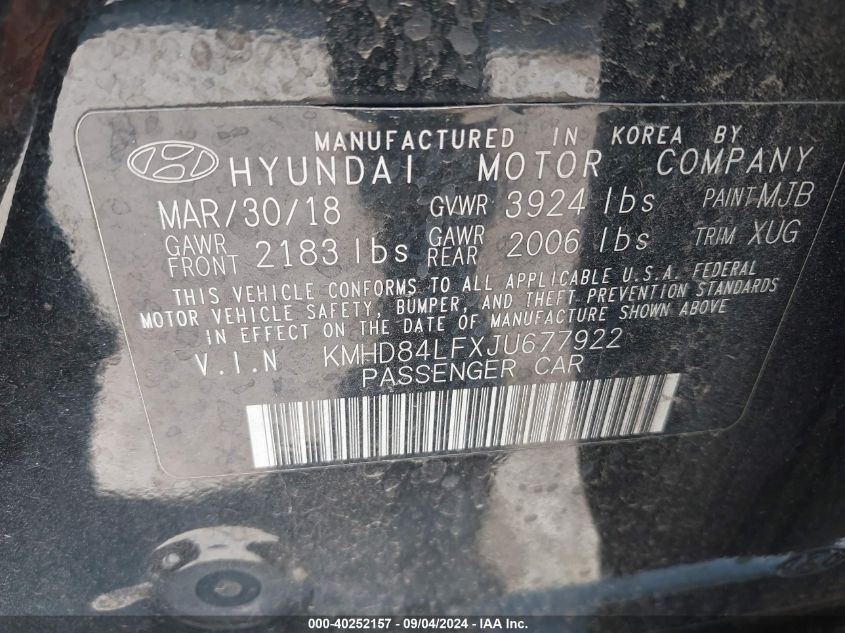 MANUFACTURED IN KOREA BY
HYUNDAI MOTOR COMPANY
MAR/30/18 GVWR 3924 lbs PAINT MJB
GAWR FRONT 2183 lbs GAWR REAR 2006 lbs TRIM XUG
THIS VEHICLE CONFORMS TO ALL APPLICABLE U.S.A. FEDERAL
MOTOR VEHICLE SAFETY, BUMPER, AND THEFT PREVENTION STANDARDS
IN EFFECT ON THE DATE OF MANUFACTURE SHOWN ABOVE
V.I.N KMHD84LFXJU677922
PASSENGER CAR
000-40252157 - 09/04/2024 - IAA Inc.